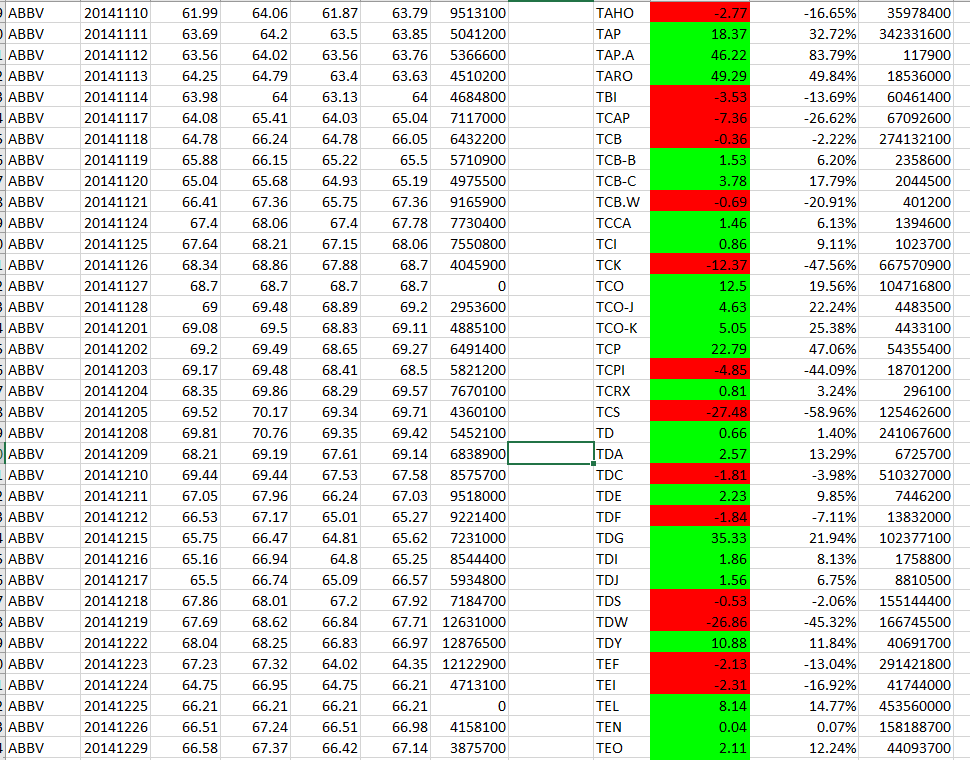 ABBV 20141110 61.99 64.06 61.87 63.79 9513100 TAHO -2.77 -16.65% 35978400
ABBV 20141111 63.69 64.2 63.5 63.85 5041200 TAP 18.37 32.72% 342331600
ABBV 20141112 63.56 64.02 63.56 63.76 5366600 TAP.A 46.22 83.79% 117900
ABBV 20141113 64.25 64.79 63.4 63.63 4510200 TARO 49.29 49.84% 18536000
ABBV 20141114 63.98 64 63.13 64 4684800 TBI -3.53 -13.69% 60461400
ABBV 20141117 64.08 65.41 64.03 65.04 7117000 TCAP -7.36 -26.62% 67092600
ABBV 20141118 64.78 66.24 64.78 66.05 6432200 TCB -0.36 -2.22% 274132100
ABBV 20141119 65.88 66.15 65.22 65.5 5710900 TCB-B 1.53 6.20% 2358600
ABBV 20141120 65.04 65.68 64.93 65.19 4975500 TCB-C 3.78 17.79% 2044500
ABBV 20141121 66.41 67.36 65.75 67.36 9165900 TCB.W -0.69 -20.91% 401200
ABBV 20141124 67.4 68.06 67.4 67.78 7730400 TCCA 1.46 6.13% 1394600
ABBV 20141125 67.64 68.21 67.15 68.06 7550800 TCI 0.86 9.11% 1023700
ABBV 20141126 68.34 68.86 67.88 68.7 4045900 TCK -12.37 -47.56% 667570900
ABBV 20141127 68.7 68.7 68.7 68.7 0 TCO 12.5 19.56% 104716800
ABBV 20141128 69 69.48 68.89 69.2 2953600 TCO-J 4.63 22.24% 4483500
ABBV 20141201 69.08 69.5 68.83 69.11 4885100 TCO-K 5.05 25.38% 4433100
ABBV 20141202 69.2 69.49 68.65 69.27 6491400 TCP 22.79 47.06% 54355400
ABBV 20141203 69.17 69.48 68.41 68.5 5821200 TCPI -4.85 -44.09% 18701200
ABBV 20141204 68.35 69.86 68.29 69.57 7670100 TCRX 0.81 3.24% 296100
ABBV 20141205 69.52 70.17 69.34 69.71 4360100 TCS -27.48 -58.96% 125462600
ABBV 20141208 69.81 70.76 69.35 69.42 5452100 TD 0.66 1.40% 241067600
ABBV 20141209 68.21 69.19 67.61 69.14 6838900 TDA 2.57 13.29% 6725700
ABBV 20141210 69.44 69.44 67.53 67.58 8575700 TDC -1.81 -3.98% 510327000
ABBV 20141211 67.05 67.96 66.24 67.03 9518000 TDE 2.23 9.85% 7446200
ABBV 20141212 66.53 67.17 65.01 65.27 9221400 TDF -1.84 -7.11% 13832000
ABBV 20141215 65.75 66.47 64.81 65.62 7231000 TDG 35.33 21.94% 102377100
ABBV 20141216 65.16 66.94 64.8 65.25 8544400 TDI 1.86 8.13% 1758800
ABBV 20141217 65.5 66.74 65.09 66.57 5934800 TDJ 1.56 6.75% 8810500
ABBV 20141218 67.86 68.01 67.2 67.92 7184700 TDS -0.53 -2.06% 155144400
ABBV 20141219 67.69 68.62 66.84 67.71 12631000 TDW -26.86 -45.32% 166745500
ABBV 20141222 68.04 68.25 66.83 66.97 12876500 TDY 10.88 11.84% 40691700
ABBV 20141223 67.23 67.32 64.02 64.35 12122900 TEF -2.13 -13.04% 291421800
ABBV 20141224 64.75 66.95 64.75 66.21 4713100 TEI -2.31 -16.92% 41744000
ABBV 20141225 66.21 66.21 66.21 66.21 0 TEL 8.14 14.77% 453560000
ABBV 20141226 66.51 67.24 66.51 66.98 4158100 TEN 0.04 0.07% 158188700
ABBV 20141229 66.58 67.37 66.42 67.14 3875700 TEO 2.11 12.24% 44093700